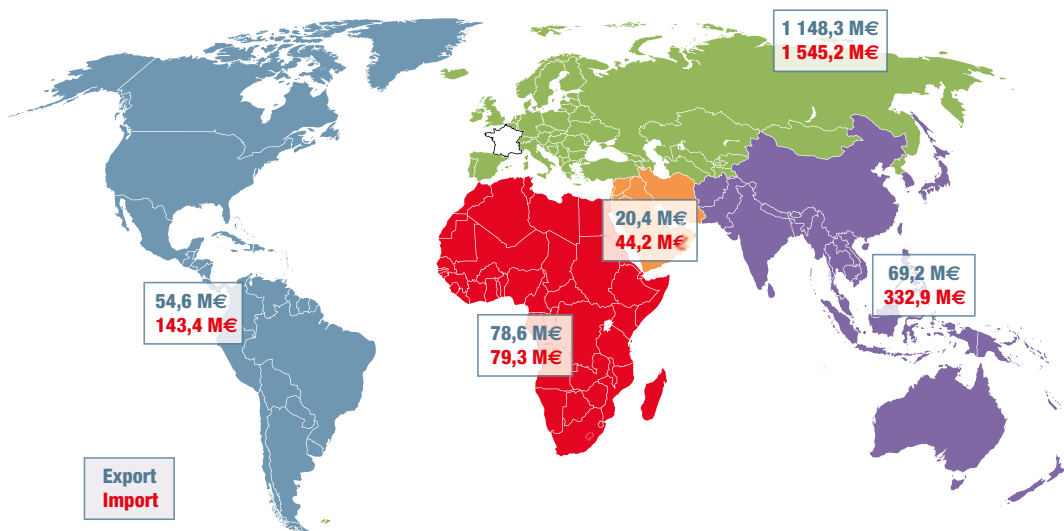 1 148,3 M€
1 545,2 M€
20,4 M€
44,2 M€
69,2 M€
332,9 M€
54,6 M€
143,4 M€
78,6 M€
79,3 M€
Export
Import